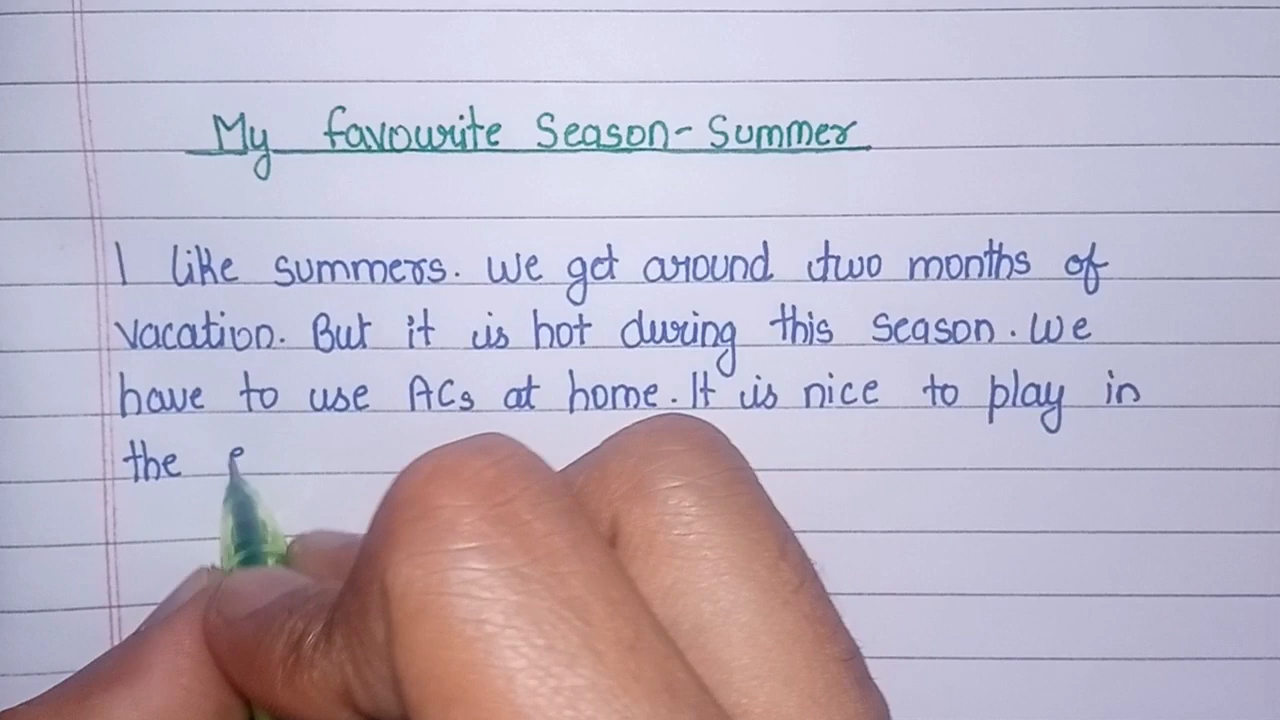 My favourite Season - Summer
I like summers. We get around two months of
vacation. But it is hot during this season. We
have to use ACs at home. It is nice to play in
the e